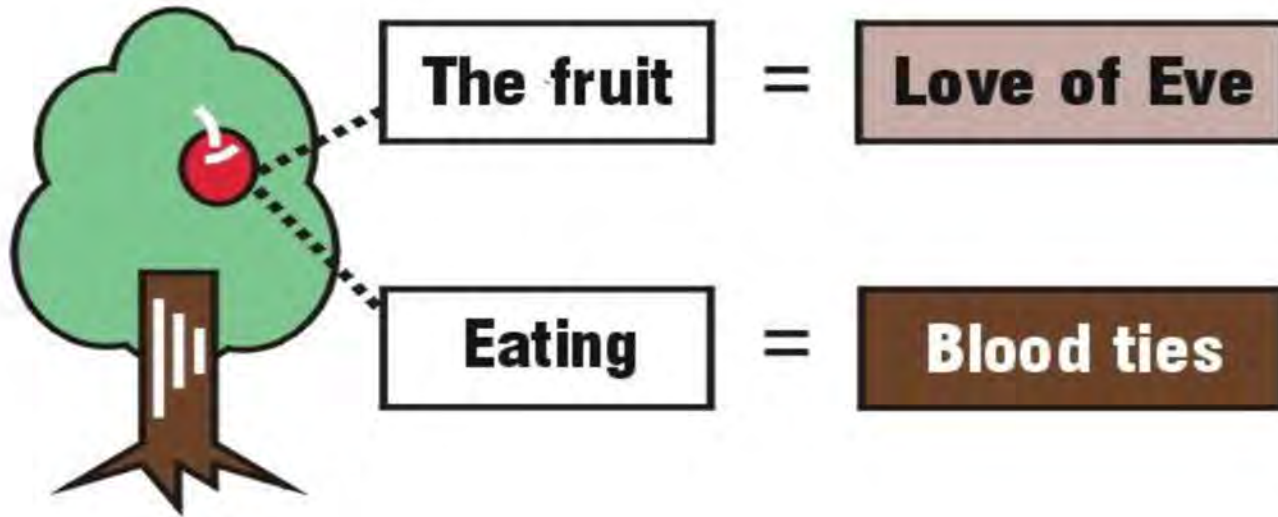 The fruit = Love of Eve
Eating = Blood ties